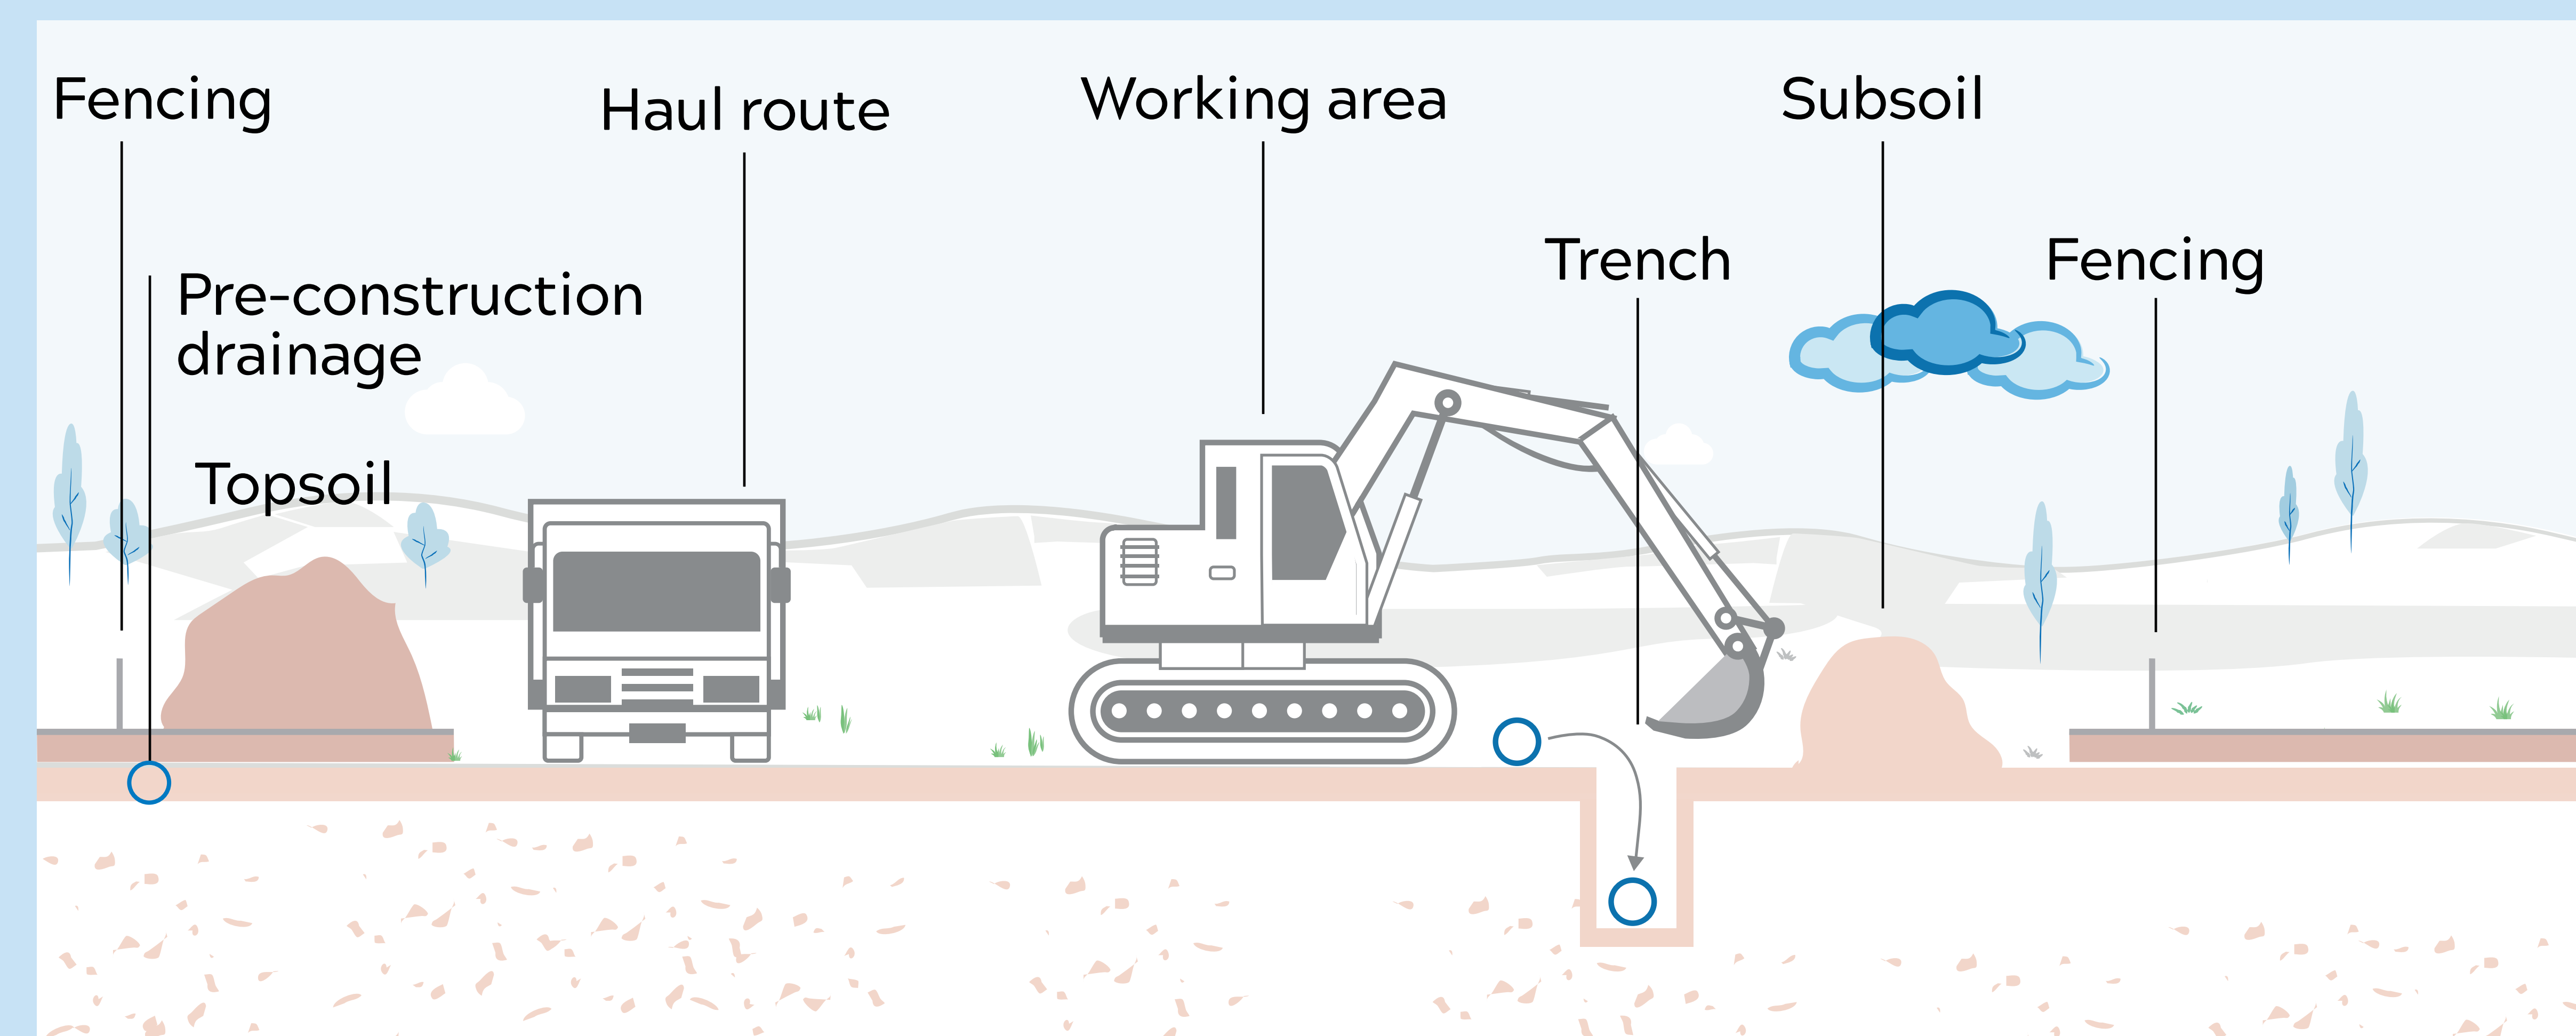 Fencing
Haul route
Working area
Subsoil
Trench
Fencing
Pre-construction
drainage
Topsoil